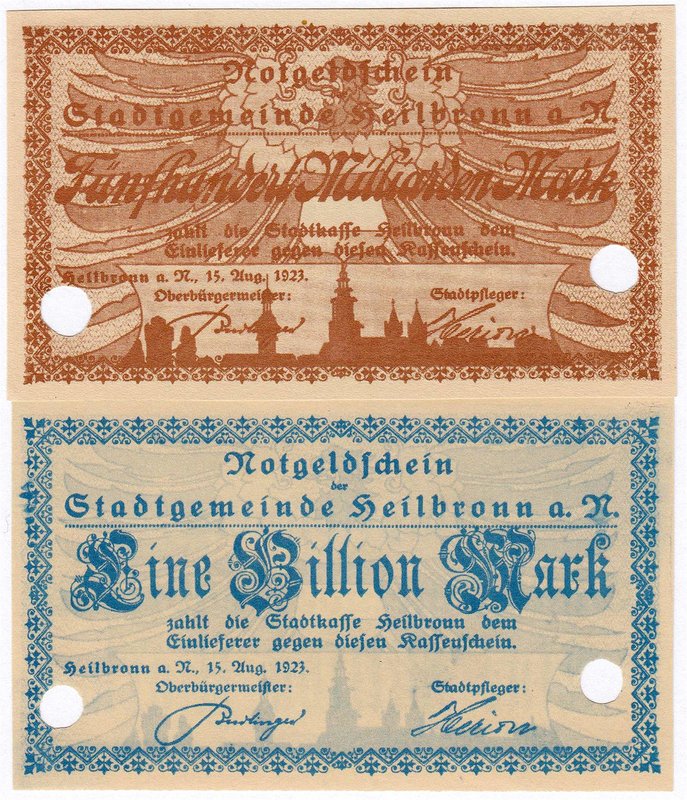 Notgeldschein
der
Stadtgemeinde Heilbronn a. N.
Fünfhundert Milliarden Mark
zahlt die Stadtkasse Heilbronn dem
Einlieferer gegen diesen Kassenschein.
Heilbronn a. N., 15. Aug. 1923.
Oberbürgermeister: Stadtpfleger:
Notgeldschein
der
Stadtgemeinde Heilbronn a. N.
Eine Billion Mark
zahlt die Stadtkasse Heilbronn dem
Einlieferer gegen diesen Kassenschein.
Heilbronn a. N., 15. Aug. 1923.
Oberbürgermeister: Stadtpfleger: